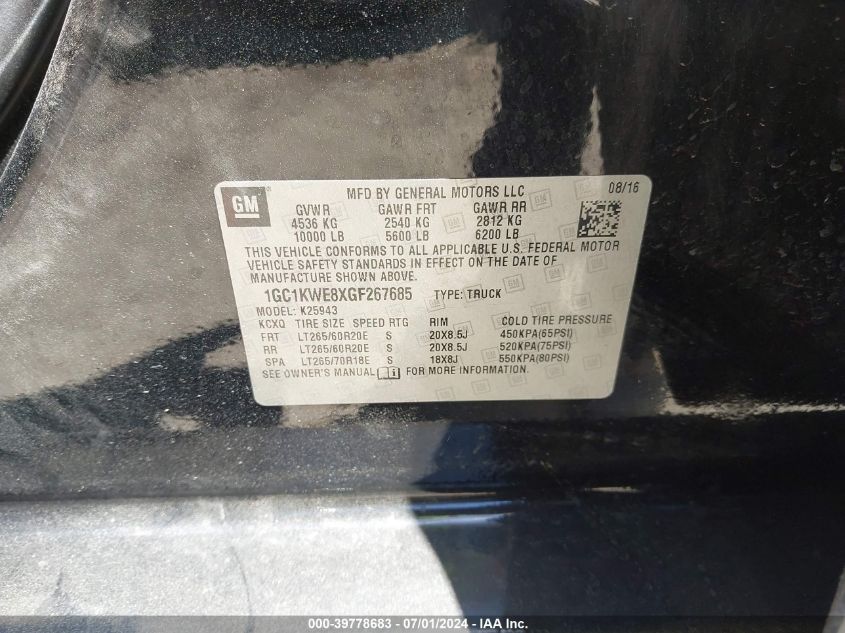 GM
MFD BY GENERAL MOTORS LLC 08/16
GVWR GAWR FRT GAWR RR
4536 KG 2540 KG 2812 KG
10000 LB 5600 LB 6200 LB
THIS VEHICLE CONFORMS TO ALL APPLICABLE U.S. FEDERAL MOTOR
VEHICLE SAFETY STANDARDS IN EFFECT ON THE DATE OF
MANUFACTURE SHOWN ABOVE.
1GC1KWE8XGF267685 TYPE: TRUCK
MODEL: K25943
KCXQ TIRE SIZE SPEED RTG RIM COLD TIRE PRESSURE
FRT LT265/60R20E S 20X8.5J 450KPA(65PSI)
RR LT265/60R20E S 20X8.5J 520KPA(75PSI)
SPA LT265/70R18E S 18X8J 550KPA(80PSI)
SEE OWNER'S MANUAL FOR MORE INFORMATION.
000-39778683 - 07/01/2024 - IAA Inc.